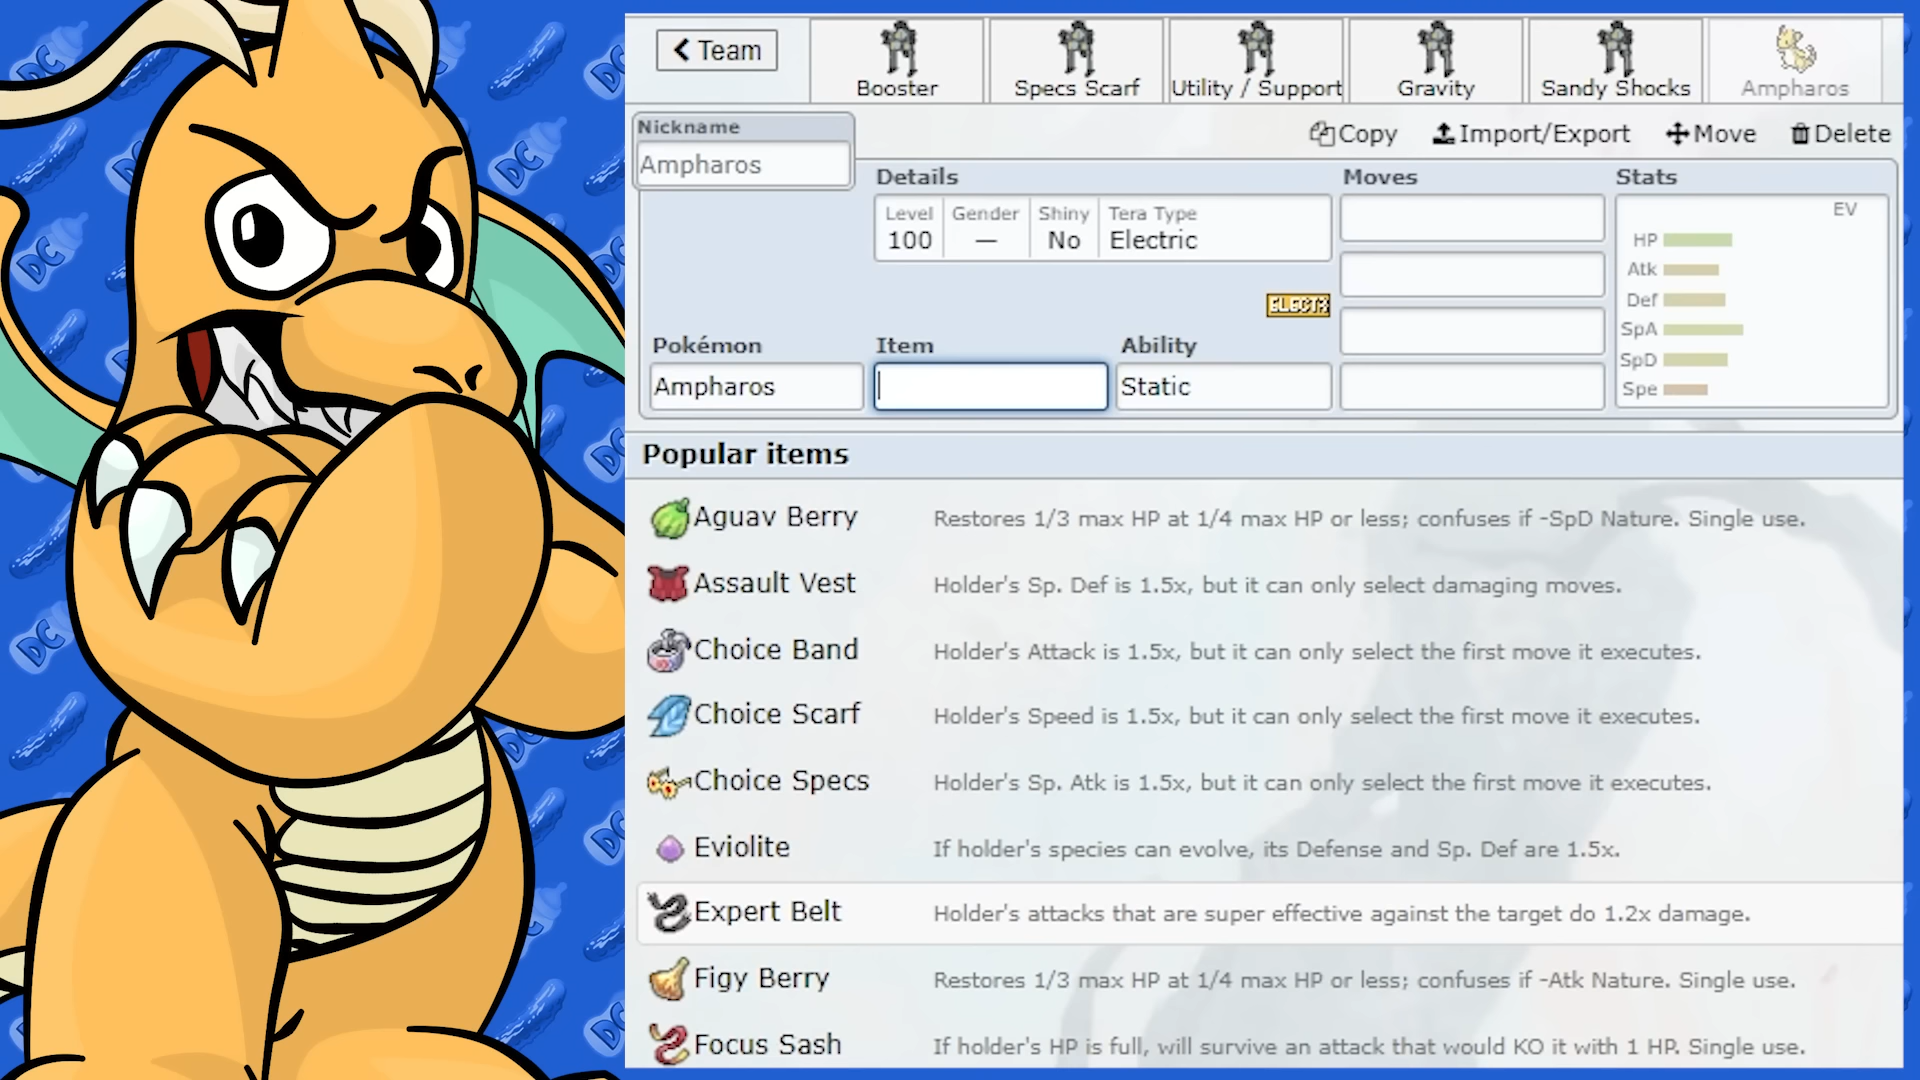 Team
Booster
Specs Scarf
Utility / Support
Gravity
Sandy Shocks
Ampharos
Nickname
Ampharos
Copy
Import/Export
Move
Delete
Details
Level
100
Gender
—
Shiny
No
Tera Type
Electric
Moves
Stats
EV
HP
Atk
Def
SpA
SpD
Spe
Pokémon
Ampharos
Item
Ability
Static
Popular items
Aguav Berry Restores 1/3 max HP at 1/4 max HP or less; confuses if -SpD Nature. Single use.
Assault Vest Holder's Sp. Def is 1.5x, but it can only select damaging moves.
Choice Band Holder's Attack is 1.5x, but it can only select the first move it executes.
Choice Scarf Holder's Speed is 1.5x, but it can only select the first move it executes.
Choice Specs Holder's Sp. Atk is 1.5x, but it can only select the first move it executes.
Eviolite If holder's species can evolve, its Defense and Sp. Def are 1.5x.
Expert Belt Holder's attacks that are super effective against the target do 1.2x damage.
Figy Berry Restores 1/3 max HP at 1/4 max HP or less; confuses if -Atk Nature. Single use.
Focus Sash If holder's HP is full, will survive an attack that would KO it with 1 HP. Single use.
DC
DC
DC
DC
DC